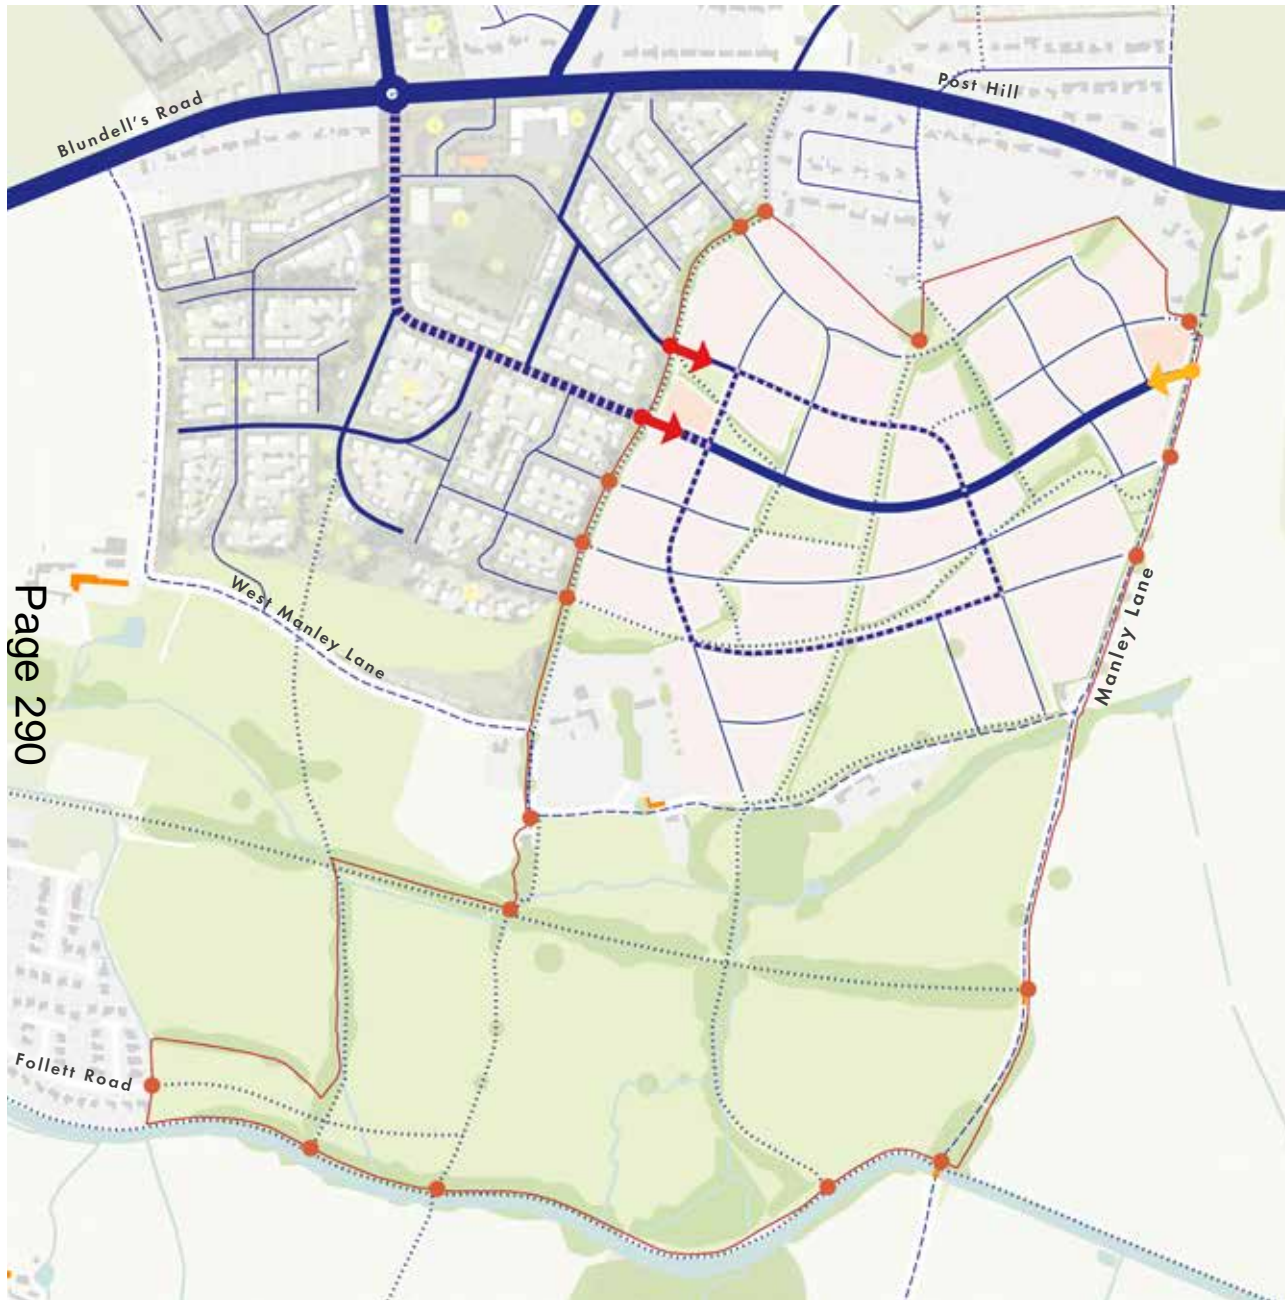 Blundell's Road
Post Hill
West Manley Lane
Manley Lane
Page 290
Follett Road